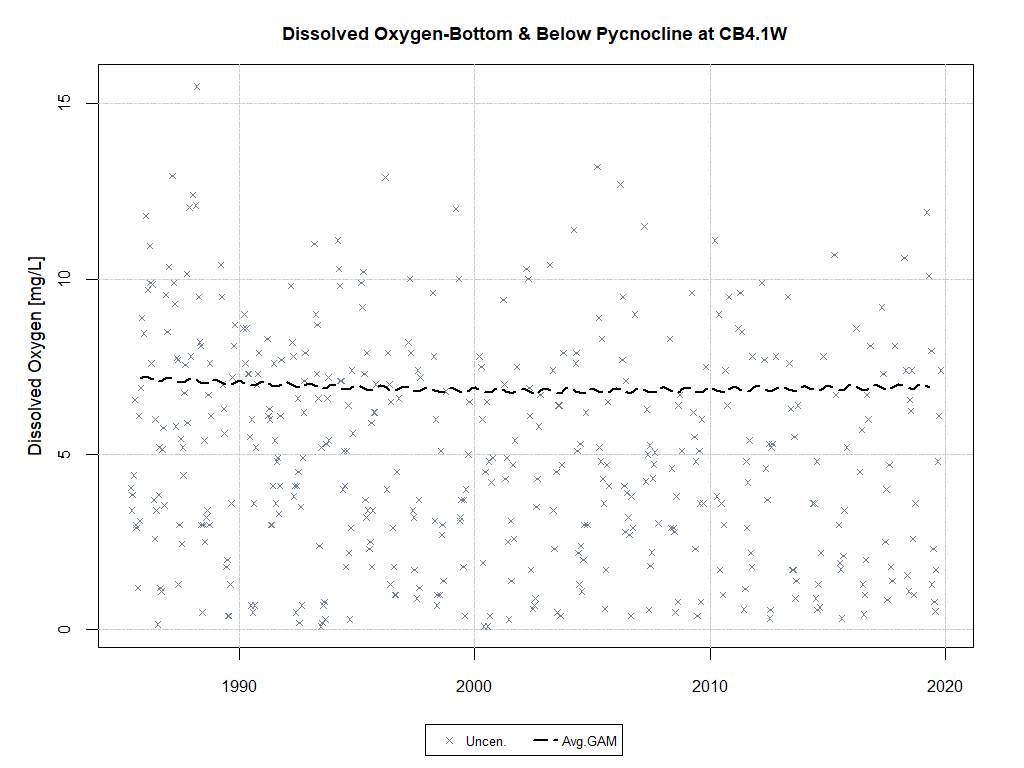 Dissolved Oxygen-Bottom & Below Pycnocline at CB4.1W
Dissolved Oxygen [mg/L]
15
10
5
0
1990
2000
2010
2020
Uncen.
Avg.GAM